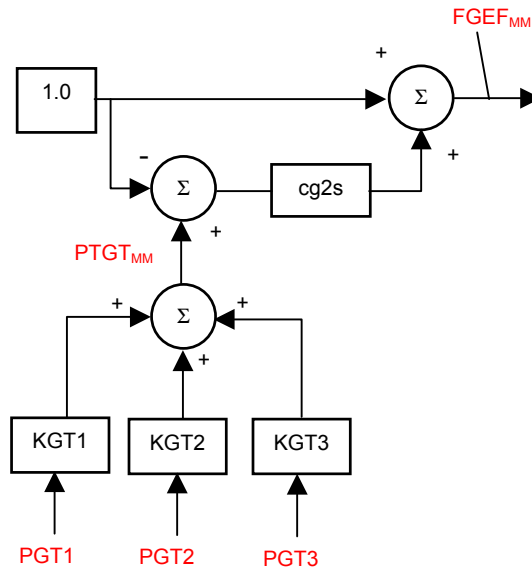 FGEF_MM
+
1.0
Σ
+
-
Σ
cg2s
+
PTGT_MM
+
Σ
+
+
KGT1
KGT2
KGT3
PGT1
PGT2
PGT3